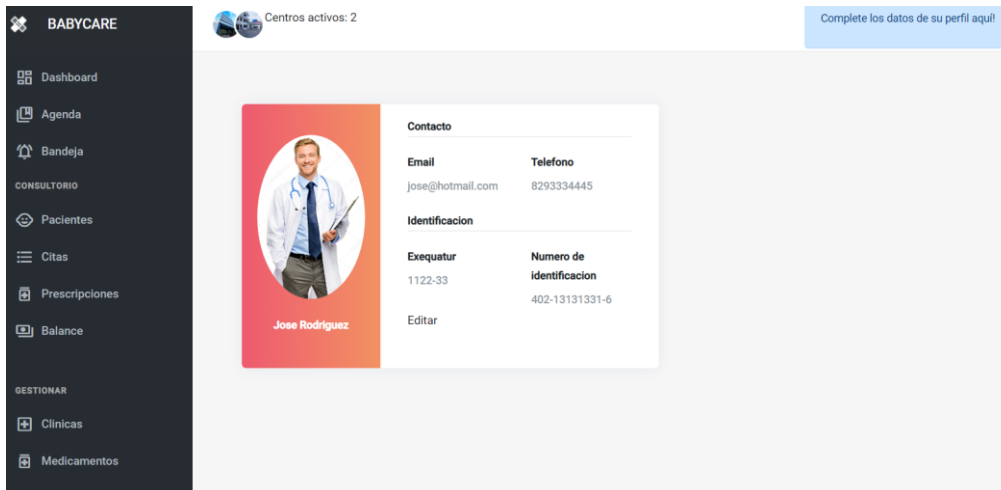 BABYCARE
Centros activos: 2
Complete los datos de su perfil aquí!
Dashboard
Agenda
Bandeja
CONSULTORIO
Pacientes
Citas
Prescripciones
Balance
GESTIONAR
Clínicas
Medicamentos
Contacto
Email
Telefono
jose@hotmail.com
8293334445
Identificacion
Exequatur
Numero de
identificacion
1122-33
402-13131331-6
Editar
Jose Rodriguez